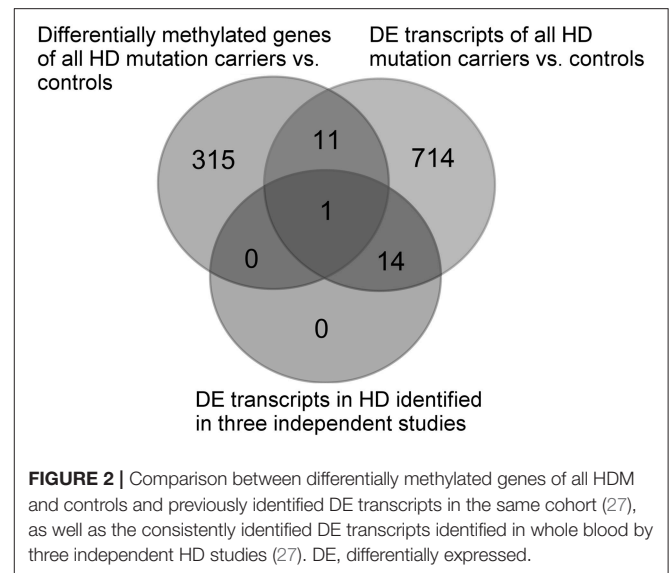 Differentially methylated genes
of all HD mutation carriers vs.
controls
DE transcripts of all HD
mutation carriers vs. controls
315
11
714
1
0
14
0
DE transcripts in HD identified
in three independent studies
FIGURE 2 | Comparison between differentially methylated genes of all HDM
and controls and previously identified DE transcripts in the same cohort (27),
as well as the consistently identified DE transcripts identified in whole blood by
three independent HD studies (27). DE, differentially expressed.